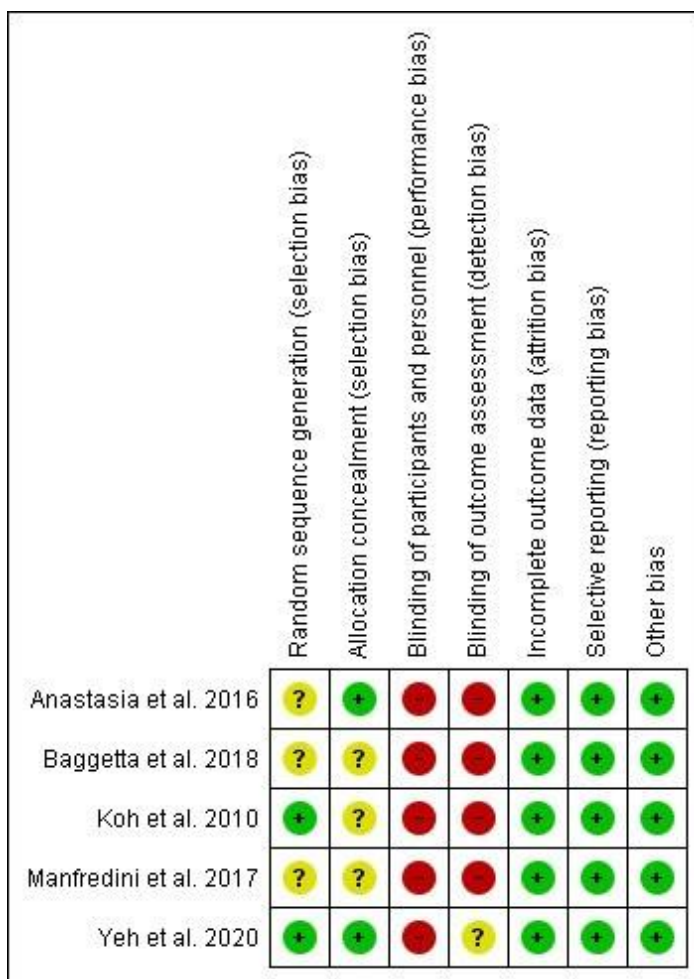 Random sequence generation (selection bias)
Allocation concealment (selection bias)
Blinding of participants and personnel (performance bias)
Blinding of outcome assessment (detection bias)
Incomplete outcome data (attrition bias)
Selective reporting (reporting bias)
Other bias
Anastasia et al. 2016 ? + - - + + +
Baggetta et al. 2018 ? ? - - + + +
Koh et al. 2010 + ? - - + + +
Manfredini et al. 2017 ? ? - - + + +
Yeh et al. 2020 + + - ? + + +